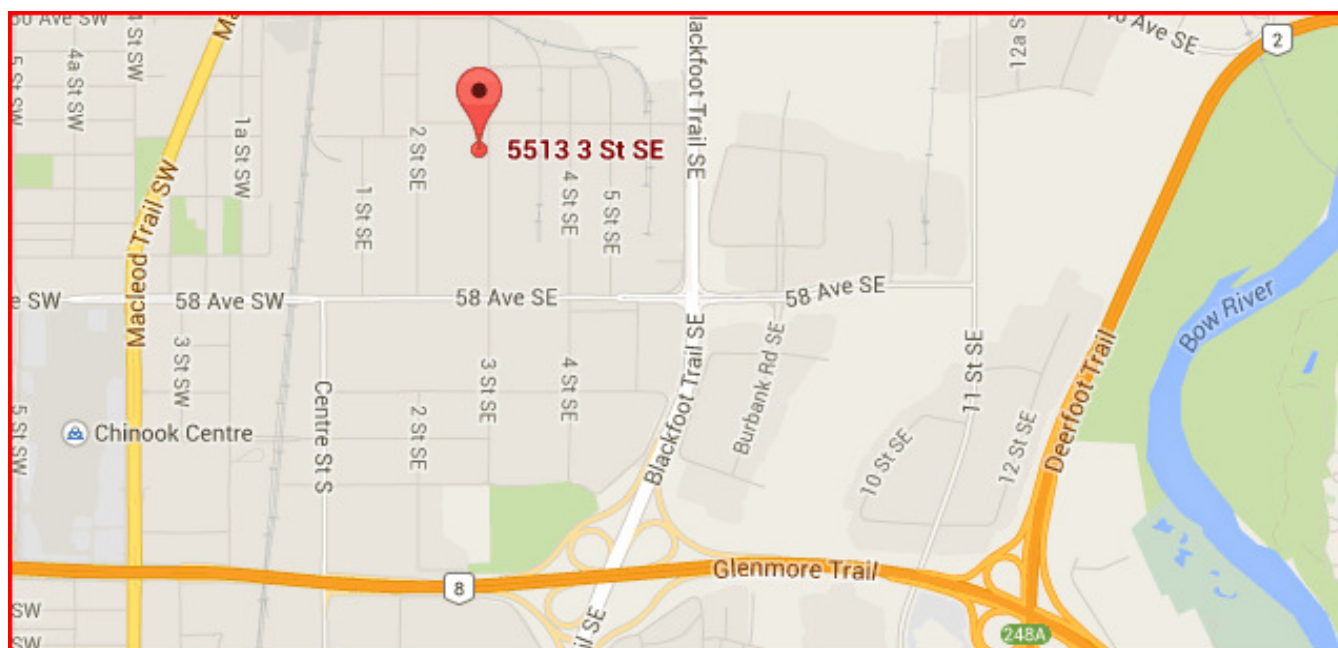 50 Ave SW
Ma
4 St SW
5 St SW
4a St SW
1a St SW
2 St SE
1 St SE
5513 3 St SE
4 St SE
5 St SE
Blackfoot Trail SE
12a S
Ave SE
2
Macleod Trail SW
e SW
58 Ave SW
58 Ave SE
58 Ave SE
Bow River
3 St SW
Centre St S
2 St SE
3 St SE
4 St SE
Blackfoot Trail SE
Burbank Rd SE
11 St SE
10 St SE
12 St SE
Deerfoot Trail
5 St SW
Chinook Centre
8
Glenmore Trail
SW
SW
il SE
248A